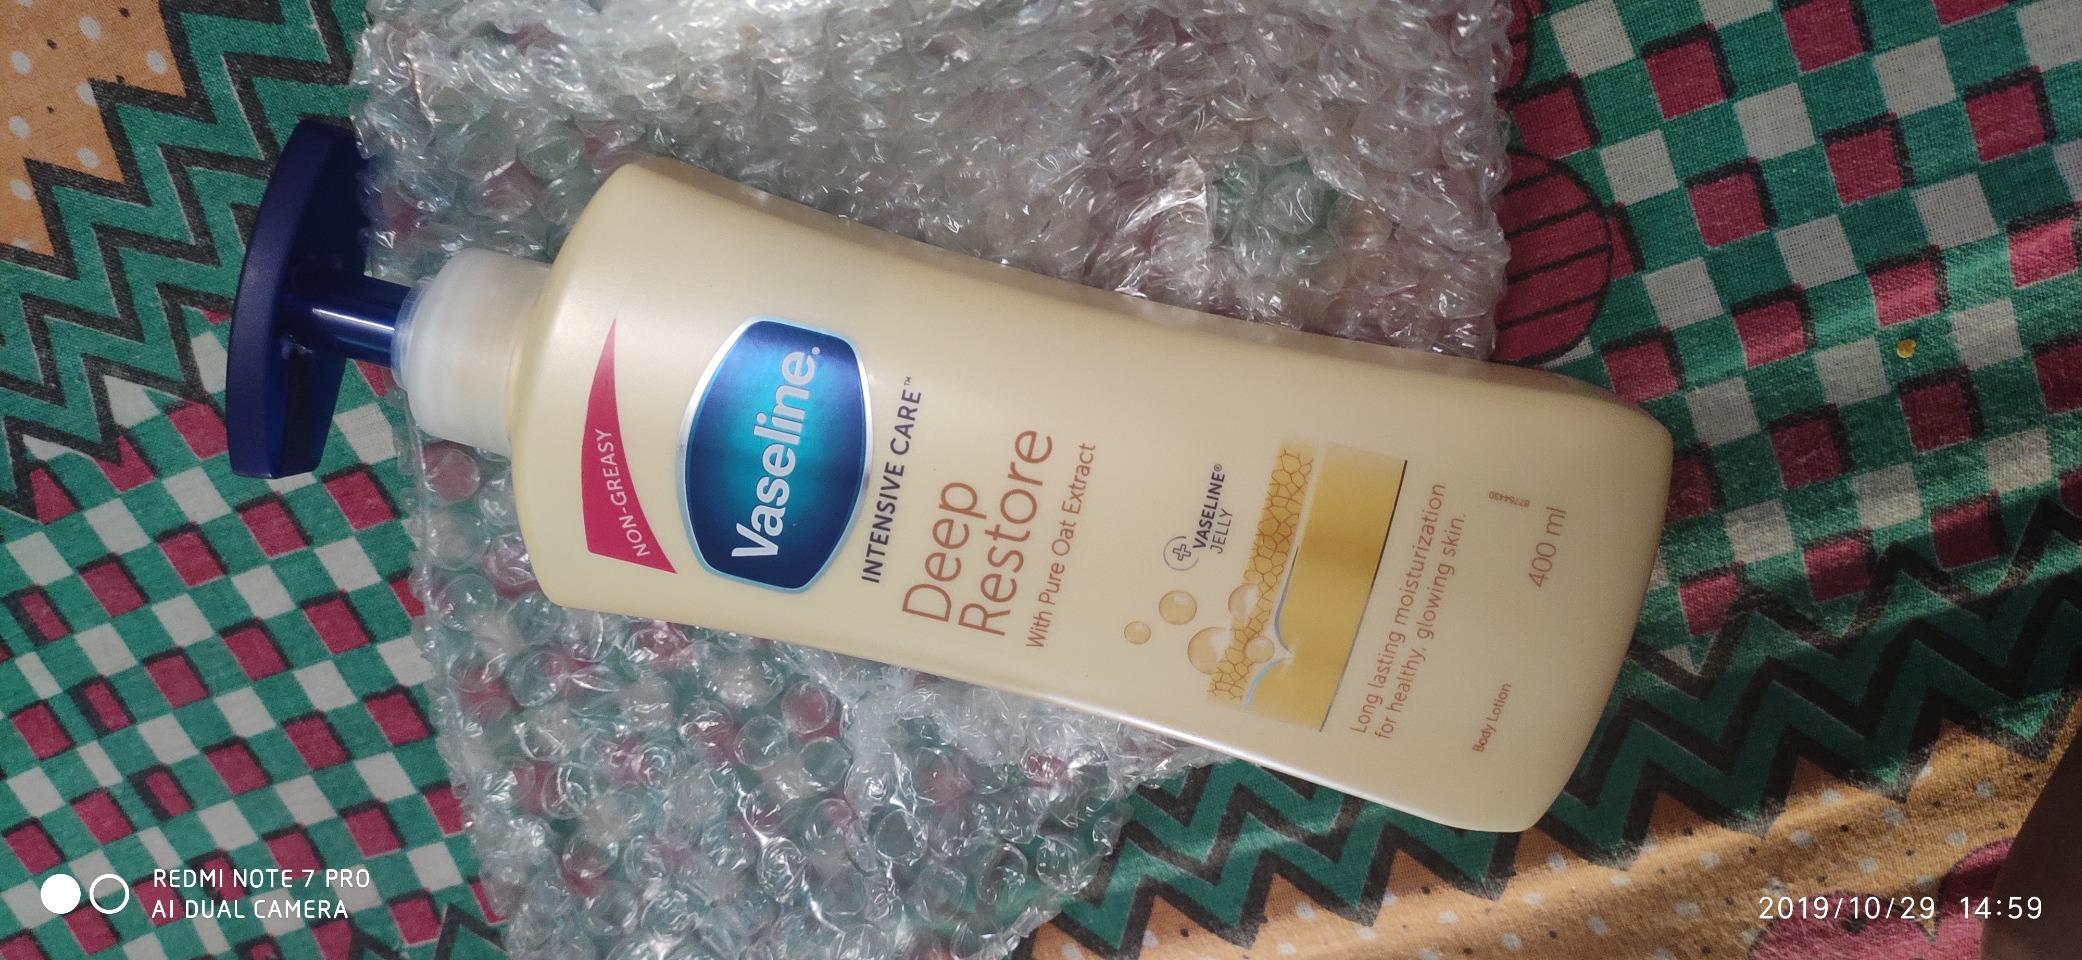 NON-GREASY
Vaseline®
INTENSIVE CARE™
Deep
Restore
With Pure Oat Extract
VASELINE®
JELLY
Long lasting moisturization
for healthy, glowing skin.
Body Lotion
400 ml
REDMI NOTE 7 PRO
AI DUAL CAMERA
2019/10/29 14:59